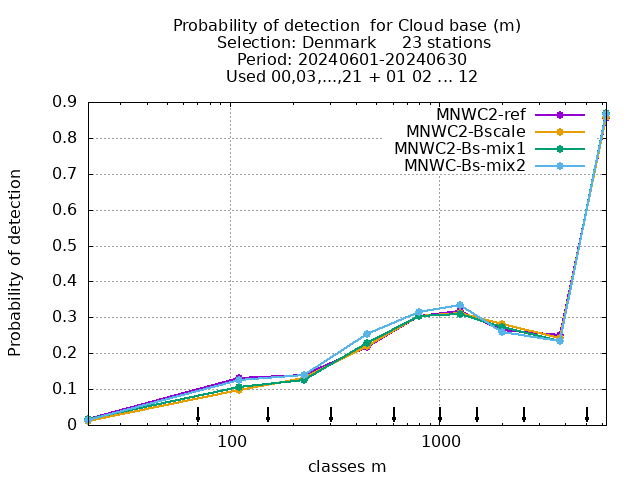 Probability of detection  for Cloud base (m)
Selection: Denmark     23 stations
Period: 20240601-20240630
Used 00,03,...,21 + 01 02 ... 12
MNWC2-ref
MNWC2-Bscale
MNWC2-Bs-mix1
MNWC-Bs-mix2
Probability of detection
0.9
0.8
0.7
0.6
0.5
0.4
0.3
0.2
0.1
0
100
1000
classes m